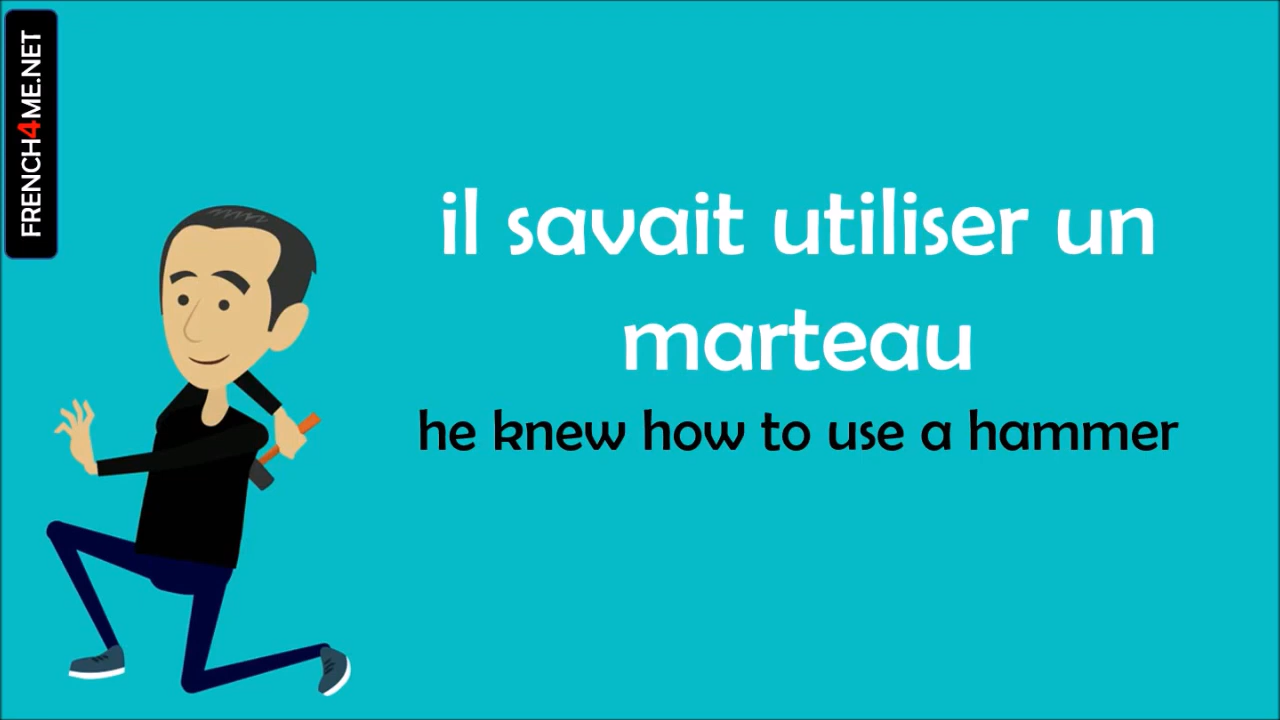 FRENCH4ME.NET
il savait utiliser un
marteau
he knew how to use a hammer